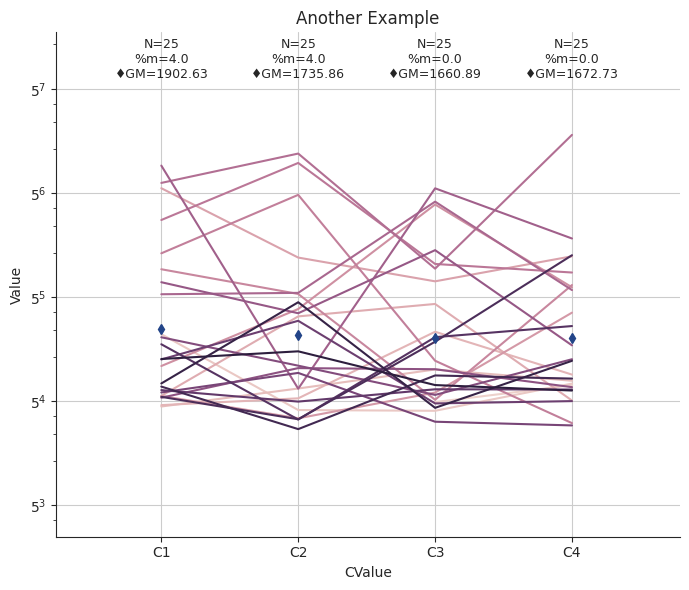 Another Example
N=25 N=25 N=25 N=25
%m=4.0 %m=4.0 %m=0.0 %m=0.0
♦GM=1902.63 ♦GM=1735.86 ♦GM=1660.89 ♦GM=1672.73
5⁷
5⁶
5⁵
5⁴
5³
Value
C1 C2 C3 C4
CValue